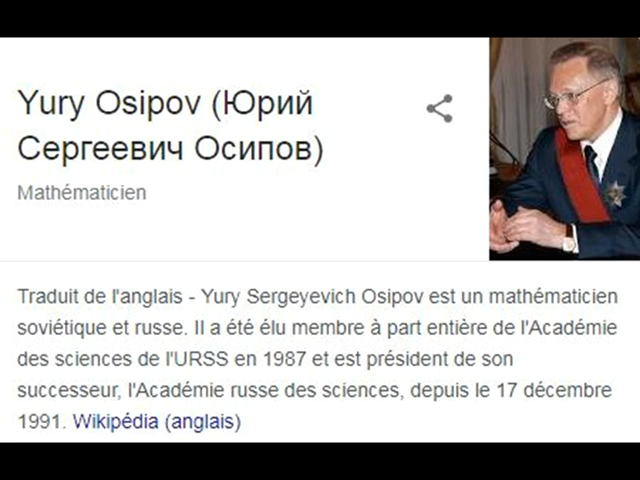 Yury Osipov (Юрий
Сергеевич Осипов)
Mathématicien
Traduit de l'anglais - Yury Sergeyevich Osipov est un mathématicien
soviétique et russe. Il a été élu membre à part entière de l'Académie
des sciences de l'URSS en 1987 et est président de son
successeur, l'Académie russe des sciences, depuis le 17 décembre
1991. Wikipédia (anglais)